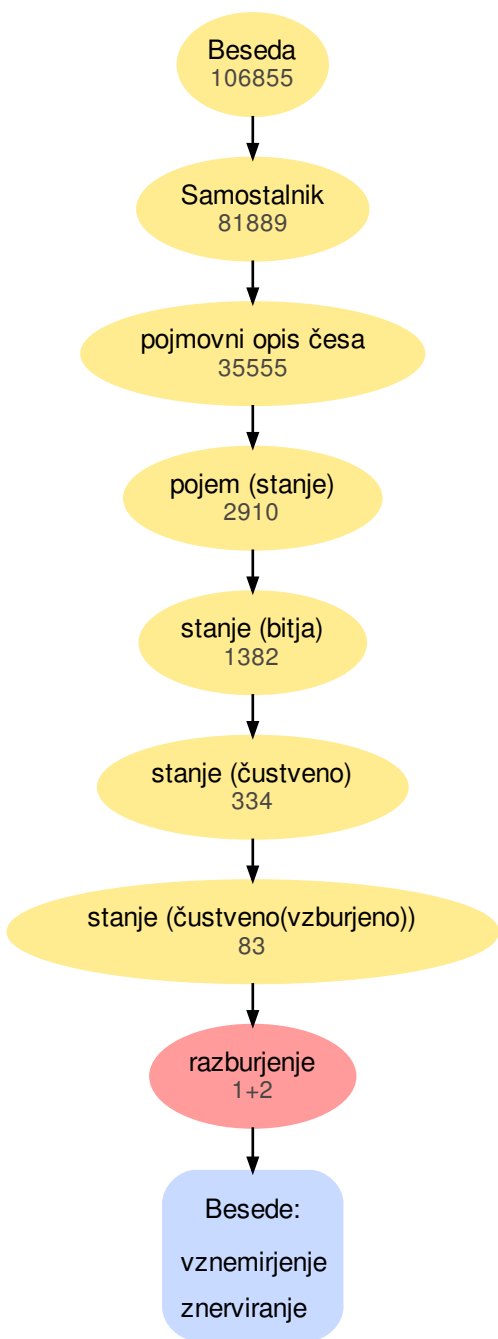 Beseda
106855
Samostalnik
81889
pojmovni opis česa
35555
pojem (stanje)
2910
stanje (bitja)
1382
stanje (čustveno)
334
stanje (čustveno(vzburjeno))
83
razburjenje
1+2
Besede:
vznemirjenje
znerviranje